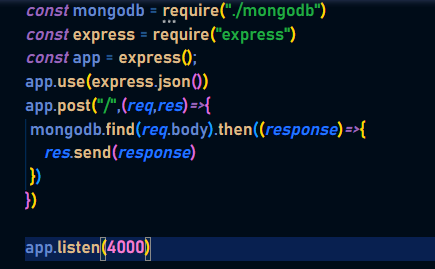 const mongodb = require("./mongodb")
const express = require("express")
const app = express();
app.use(express.json())
app.post("/",(req,res)=>{
mongodb.find(req.body).then((response)=>{
res.send(response)
})
})
app.listen(4000)